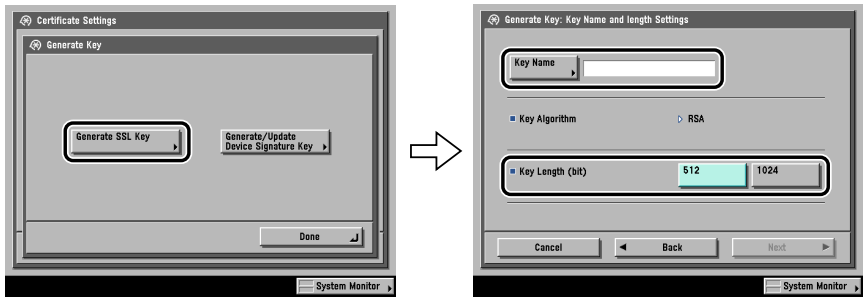 Certificate Settings
Generate Key
Generate SSL Key
Generate/Update
Device Signature Key
Done
System Monitor
Generate Key: Key Name and length Settings
Key Name
Key Algorithm
RSA
Key Length (bit)
512
1024
Cancel
Back
Next
System Monitor